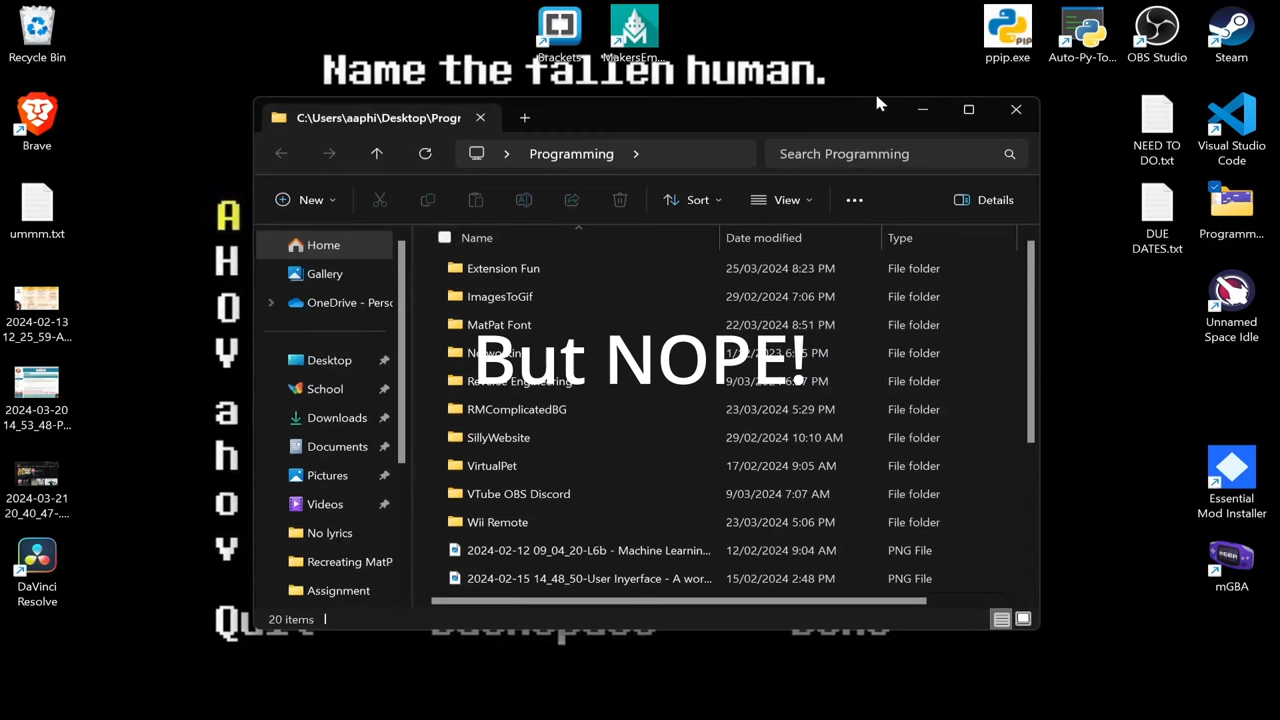 Name the fallen human.
Recycle Bin
Brackets
MakersEm...
ppip.exe
Auto-Py-To...
OBS Studio
Steam
C:\Users\aaphi\Desktop\Progr
Programming
Search Programming
New
Sort
View
Details
Brave
NEED TO
DO.txt
Visual Studio
Code
ummm.txt
DUE
DATES.txt
Programm...
A
H
O
V
a
h
o
v
Home
Gallery
OneDrive - Perso
Desktop
School
Downloads
Documents
Pictures
Videos
No lyrics
Recreating MatP
Assignment
Name Date modified Type
Extension Fun 25/03/2024 8:23 PM File folder
ImagesToGif 29/02/2024 7:06 PM File folder
MatPat Font 22/03/2024 8:51 PM File folder
File folder
Reverse Engineering File folder
But NOPE!
RMComplicatedBG 23/03/2024 5:29 PM File folder
SillyWebsite 29/02/2024 10:10 AM File folder
VirtualPet 17/02/2024 9:05 AM File folder
VTube OBS Discord 9/03/2024 7:07 AM File folder
Wii Remote 23/03/2024 5:06 PM File folder
2024-02-12 09_04_20-L6b - Machine Learnin... 12/02/2024 9:04 AM PNG File
2024-02-15 14_48_50-User Inyerface - A wor... 15/02/2024 2:48 PM PNG File
20 items
2024-02-13
12_25_59-A...
2024-03-20
14_53_48-P...
2024-03-21
20_40_47-....
DaVinci
Resolve
Unnamed
Space Idle
Essential
Mod Installer
mGBA
Quit Backspace Done